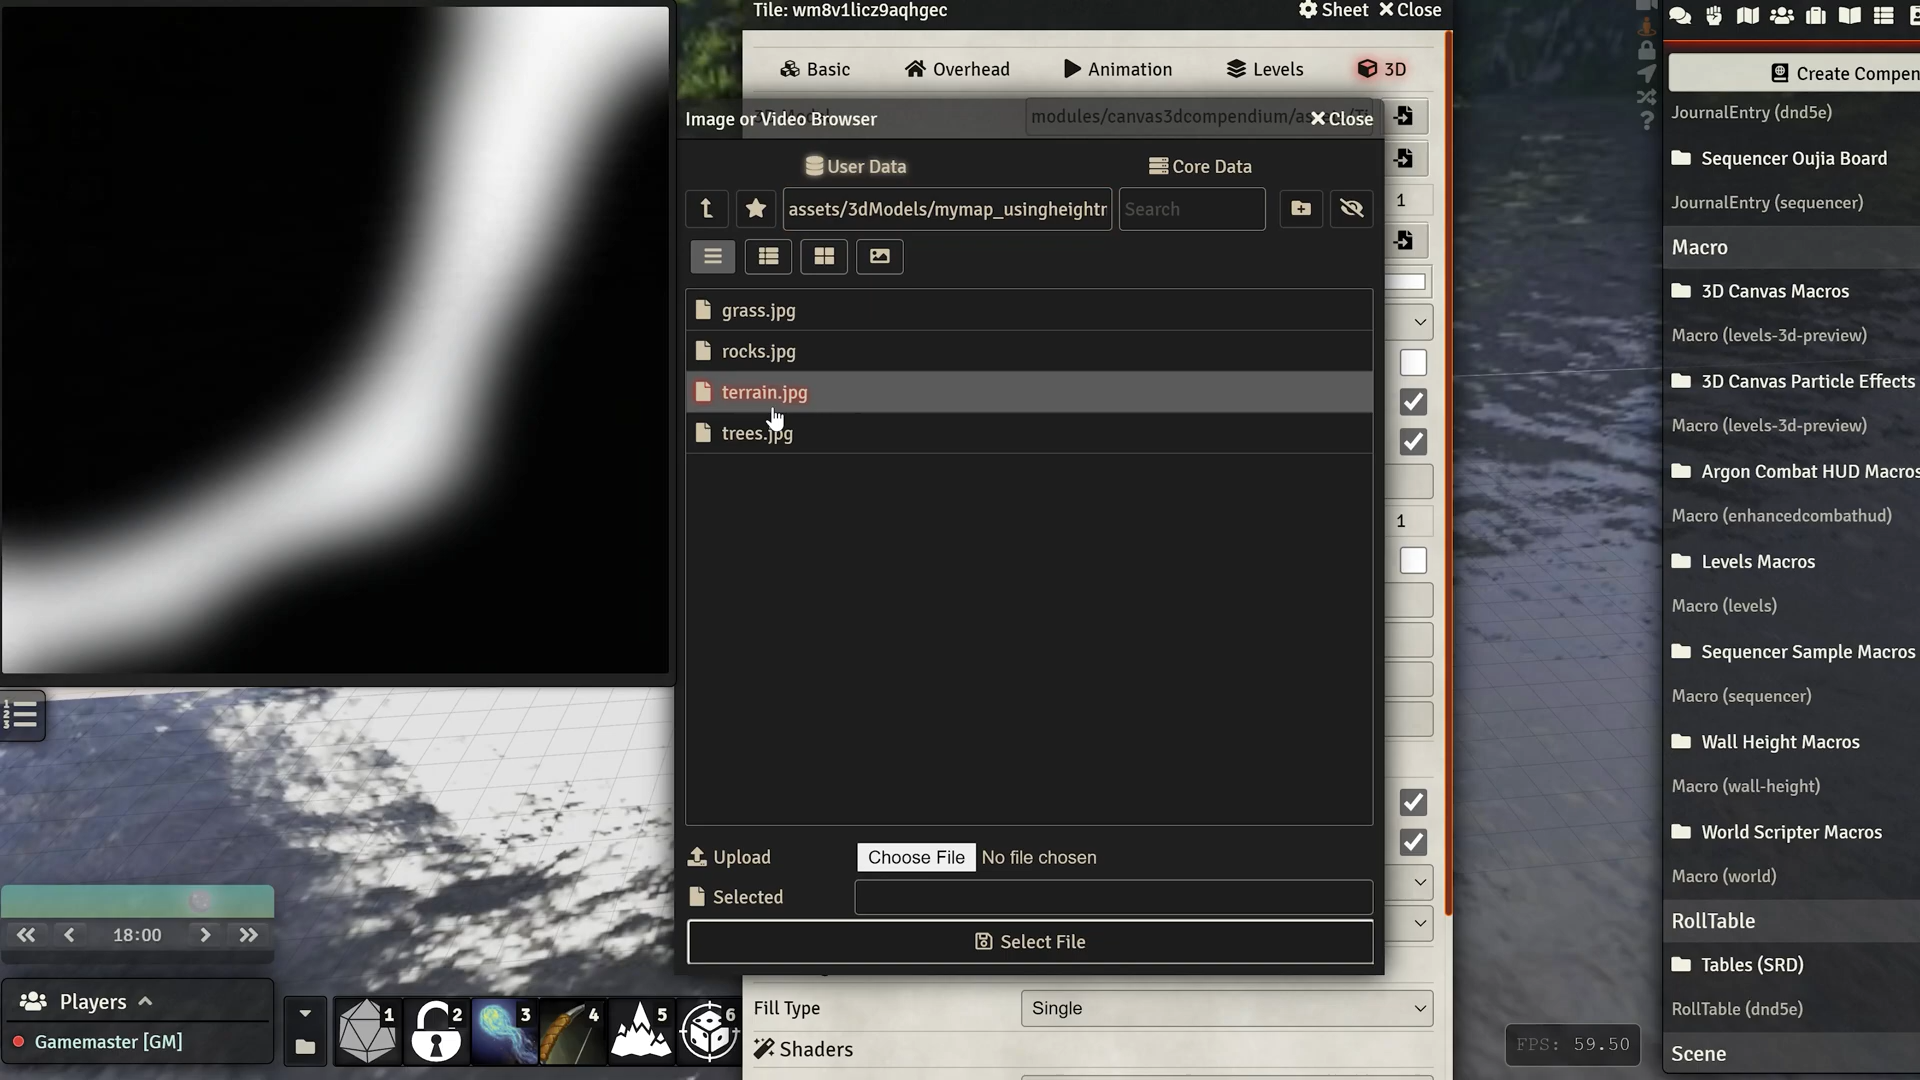 Tile: wm8v1licz9aqhgec
Sheet
Close
Basic
Overhead
Animation
Levels
3D
modules/canvas3dcompendium/as
Image or Video Browser
Close
User Data
Core Data
assets/3dModels/mymap_usingheightr
Search
1
grass.jpg
rocks.jpg
terrain.jpg
trees.jpg
1
Upload
Choose File
No file chosen
Selected
Select File
Fill Type
Single
Shaders
18:00
Players
Gamemaster [GM]
1
2
3
4
5
6
FPS: 59.50
Create Compen
JournalEntry (dnd5e)
Sequencer Oujia Board
JournalEntry (sequencer)
Macro
3D Canvas Macros
Macro (levels-3d-preview)
3D Canvas Particle Effects
Macro (levels-3d-preview)
Argon Combat HUD Macros
Macro (enhancedcombathud)
Levels Macros
Macro (levels)
Sequencer Sample Macros
Macro (sequencer)
Wall Height Macros
Macro (wall-height)
World Scripter Macros
Macro (world)
RollTable
Tables (SRD)
RollTable (dnd5e)
Scene